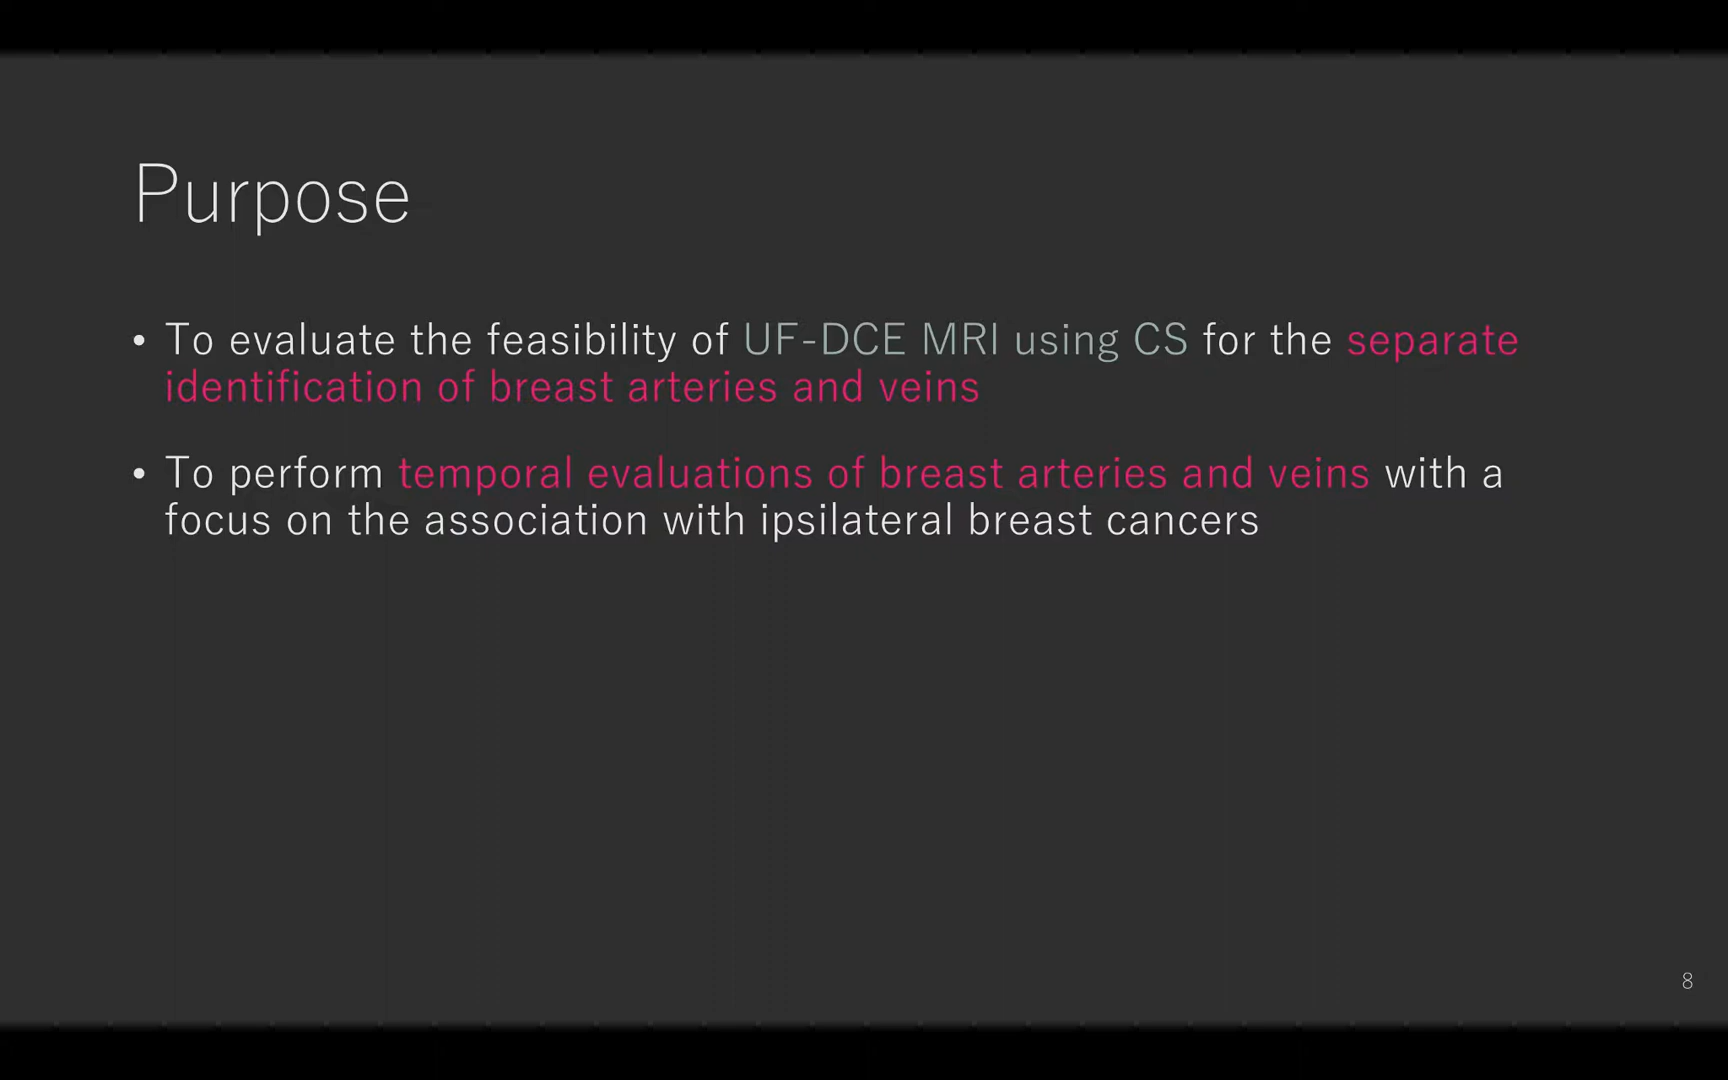 Purpose
• To evaluate the feasibility of UF-DCE MRI using CS for the separate
identification of breast arteries and veins
• To perform temporal evaluations of breast arteries and veins with a
focus on the association with ipsilateral breast cancers
8